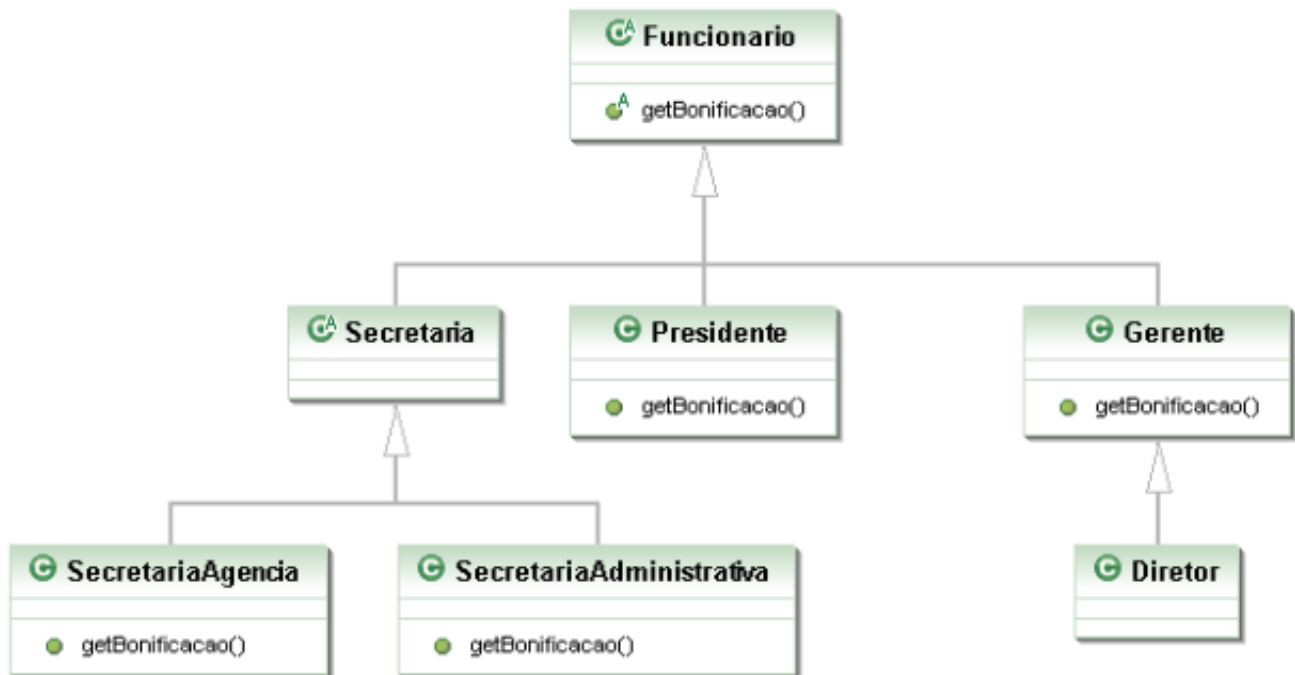 Funcionario
getBonificacao()
Secretaria
Presidente
getBonificacao()
Gerente
getBonificacao()
SecretariaAgencia
getBonificacao()
SecretariaAdministrativa
getBonificacao()
Diretor